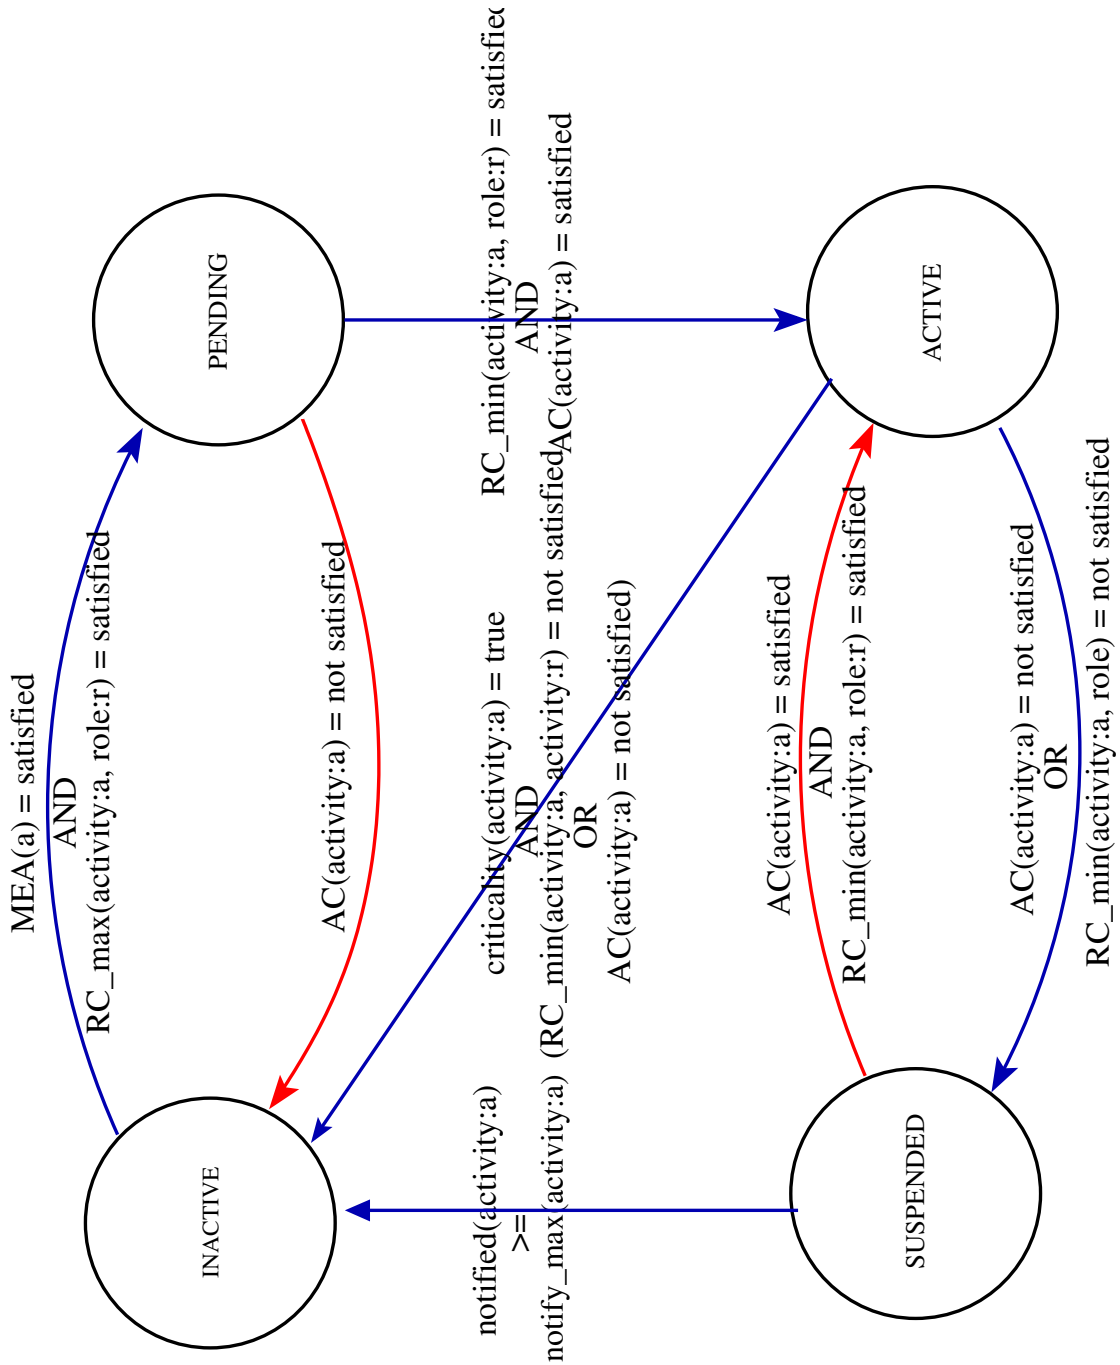 MEA(a) = satisfied
AND
RC_max(activity:a, role:r) = satisfied
INACTIVE
PENDING
AC(activity:a) = not satisfied
RC_min(activity:a, role:r) = satisfied
AND
AC(activity:a) = satisfied
criticality(activity:a) = true
AND
(RC_min(activity:a, activity:r) = not satisfied
OR
AC(activity:a) = not satisfied)
notified(activity:a)
>=
notify_max(activity:a)
AC(activity:a) = satisfied
AND
RC_min(activity:a, role:r) = satisfied
SUSPENDED
ACTIVE
AC(activity:a) = not satisfied
OR
RC_min(activity:a, role) = not satisfied